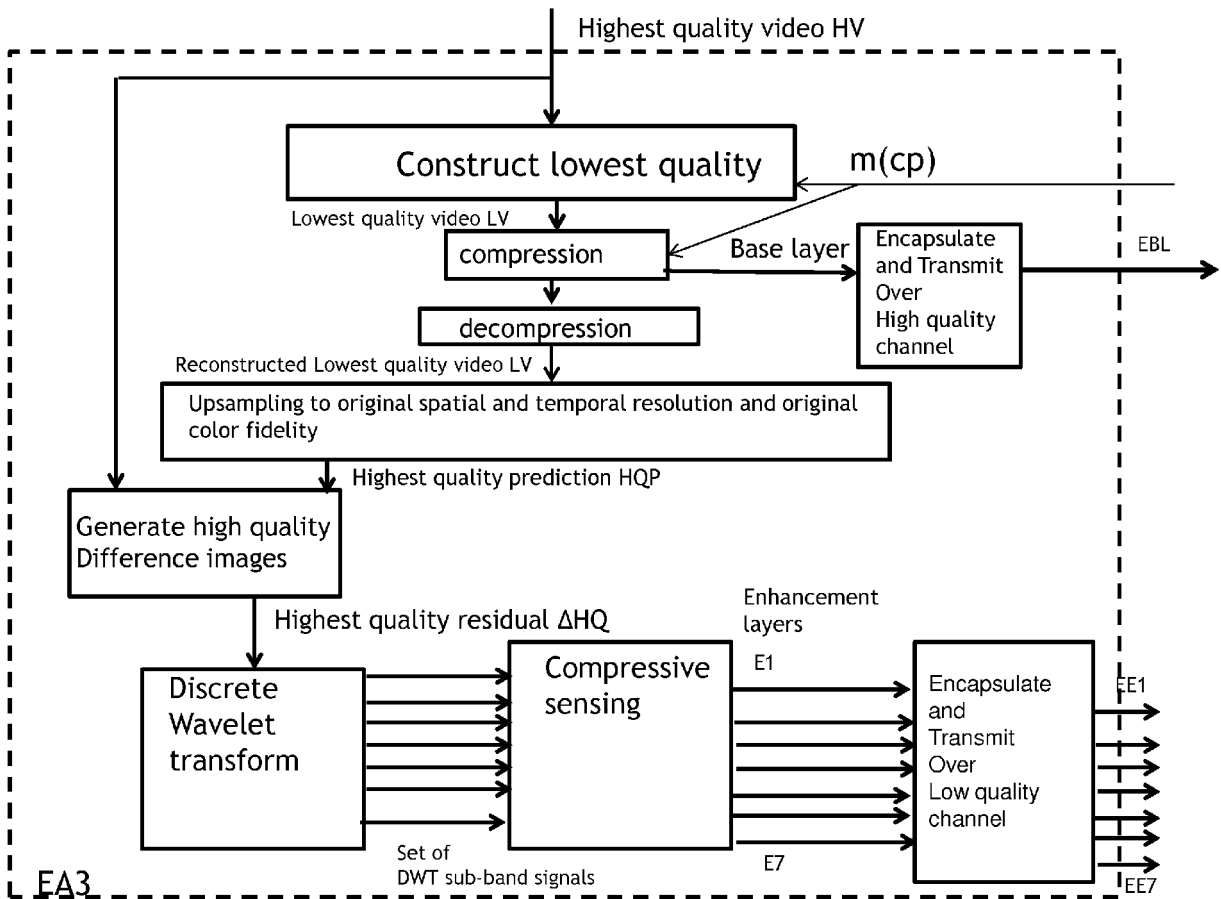 Highest quality video HV
Construct lowest quality
m(cp)
Lowest quality video LV
compression
Base layer
Encapsulate
and Transmit
Over
High quality
channel
EBL
decompression
Reconstructed Lowest quality video LV
Upsampling to original spatial and temporal resolution and original
color fidelity
Highest quality prediction HQP
Generate high quality
Difference images
Highest quality residual ΔHQ
Enhancement
layers
Discrete
Wavelet
transform
Compressive
sensing
E1
Encapsulate
and
Transmit
Over
Low quality
channel
EE1
Set of
DWT sub-band signals
E7
EE7
EA3